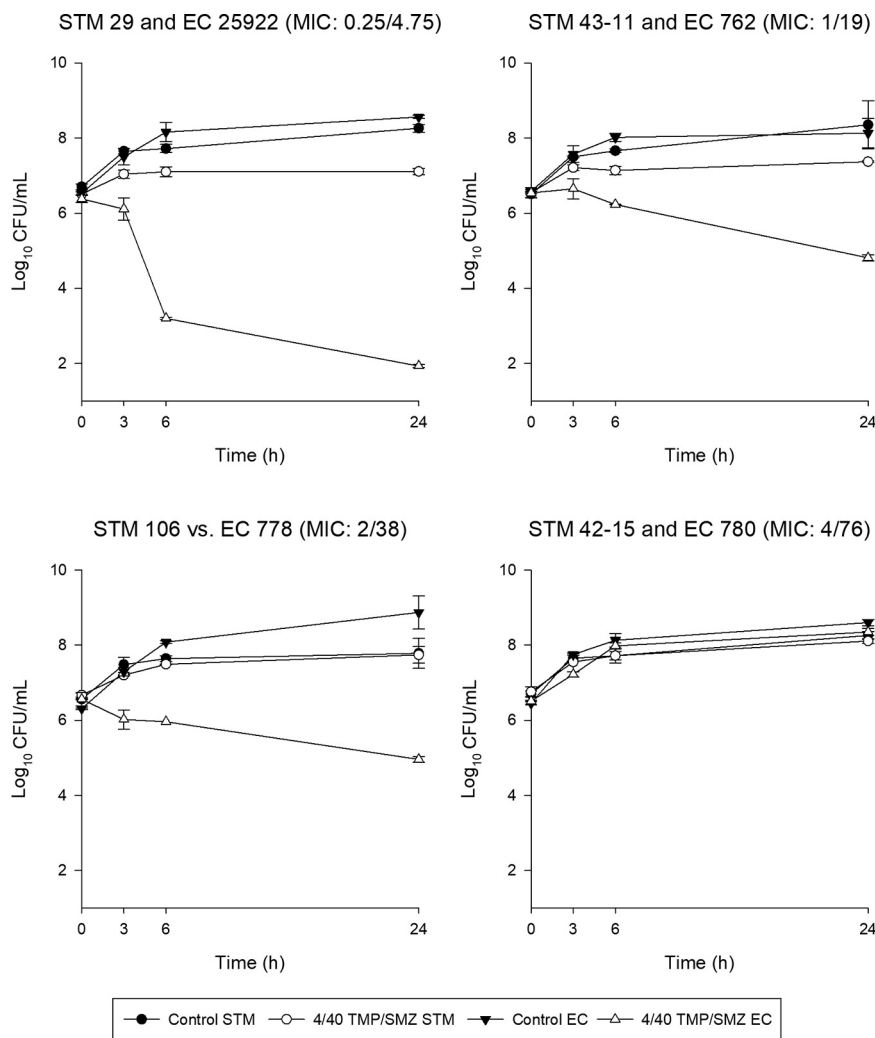 STM 29 and EC 25922 (MIC: 0.25/4.75)
STM 43-11 and EC 762 (MIC: 1/19)
10
8
6
4
2
Log10 CFU/mL
0 3 6 24
Time (h)
10
8
6
4
2
Log10 CFU/mL
0 3 6 24
Time (h)
STM 106 vs. EC 778 (MIC: 2/38)
STM 42-15 and EC 780 (MIC: 4/76)
10
8
6
4
2
Log10 CFU/mL
0 3 6 24
Time (h)
10
8
6
4
2
Log10 CFU/mL
0 3 6 24
Time (h)
Control STM 4/40 TMP/SMZ STM Control EC 4/40 TMP/SMZ EC